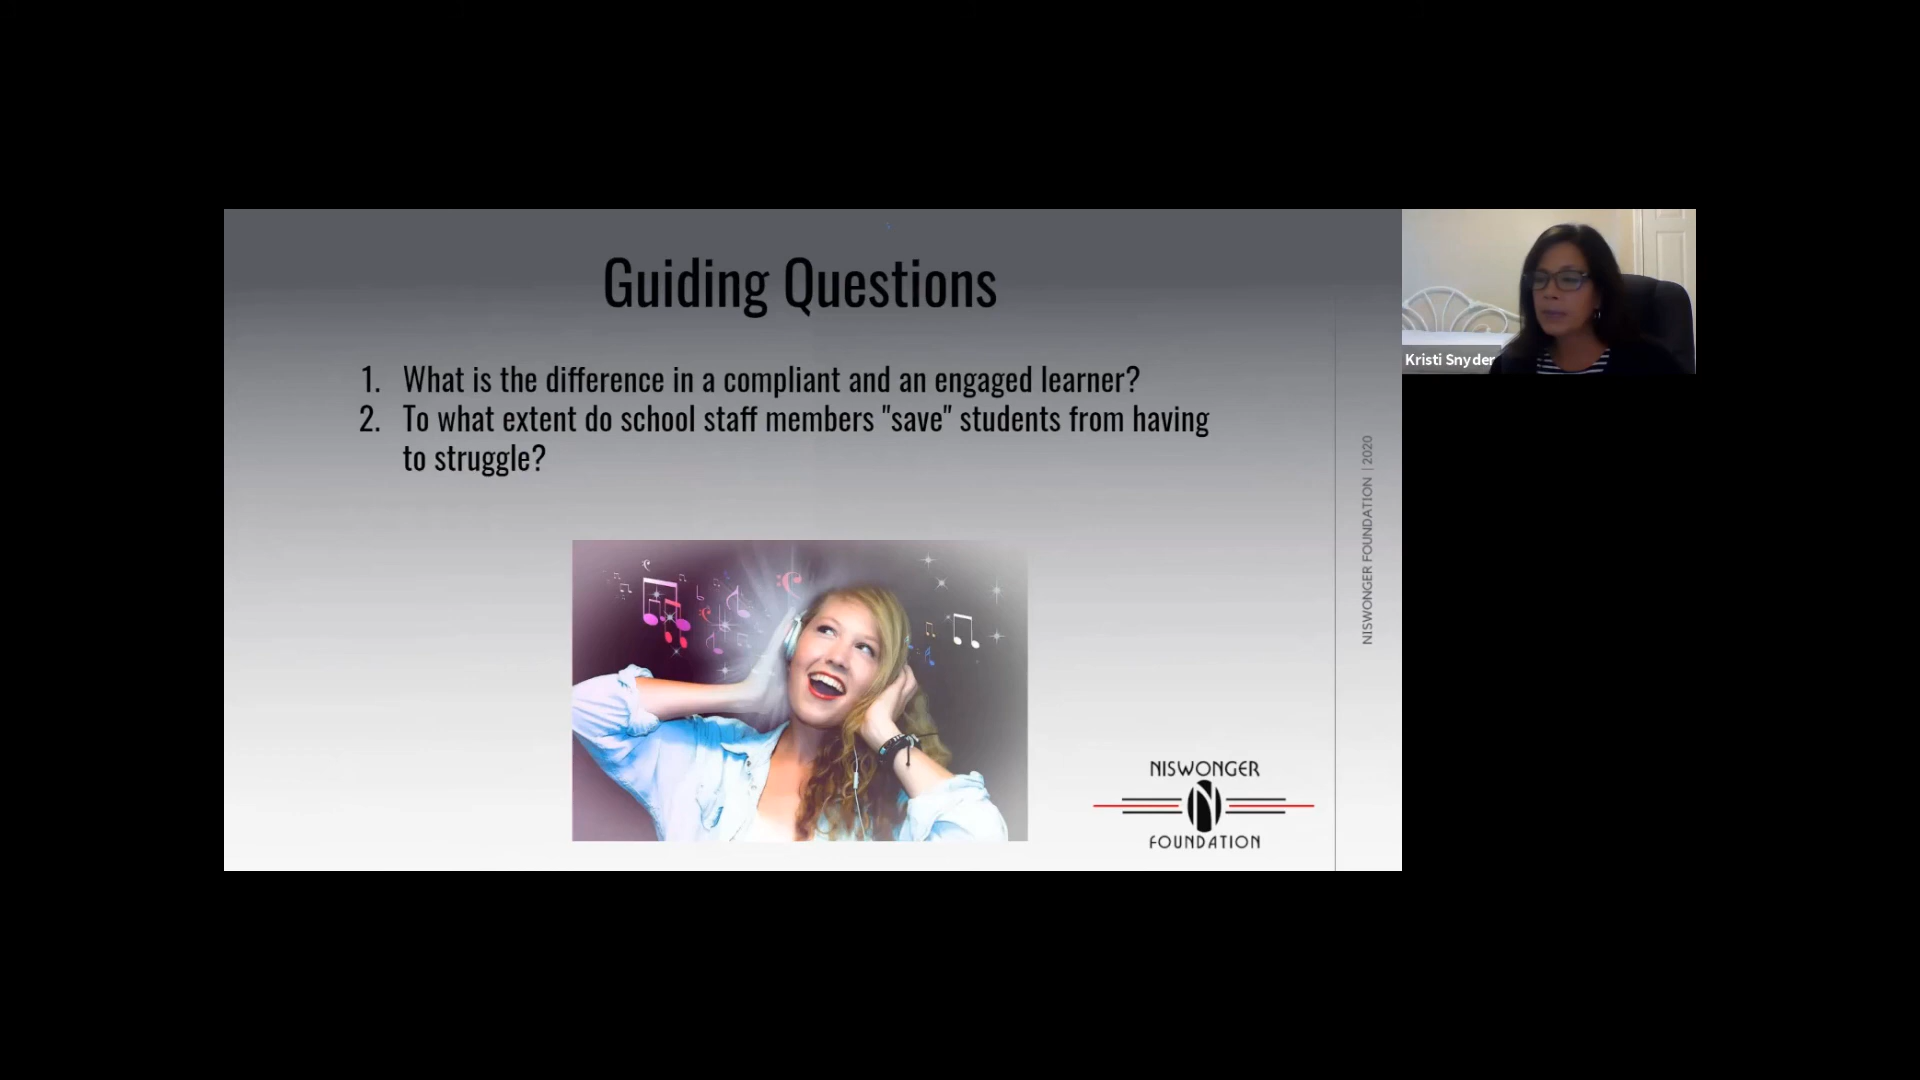 Guiding Questions
1. What is the difference in a compliant and an engaged learner?
2. To what extent do school staff members "save" students from having
to struggle?
Kristi Snyder
NISWONGER FOUNDATION | 2020
NISWONGER
FOUNDATION